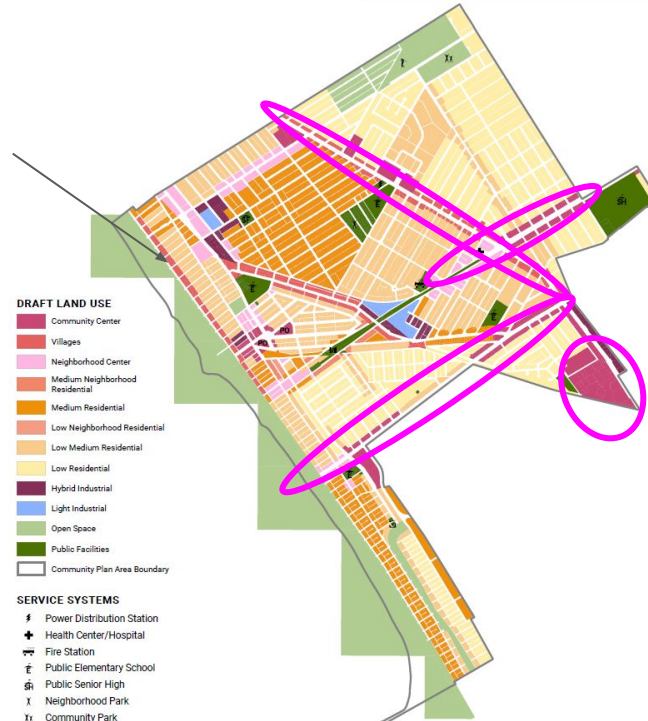 DRAFT LAND USE
Community Center
Villages
Neighborhood Center
Medium Neighborhood
Residential
Medium Residential
Low Neighborhood Residential
Low Medium Residential
Low Residential
Hybrid Industrial
Light Industrial
Open Space
Public Facilities
Community Plan Area Boundary
SERVICE SYSTEMS
Power Distribution Station
Health Center/Hospital
Fire Station
E
Public Elementary School
SH
Public Senior High
Neighborhood Park
Community Park
SH
E
E
E
PO
PO
E